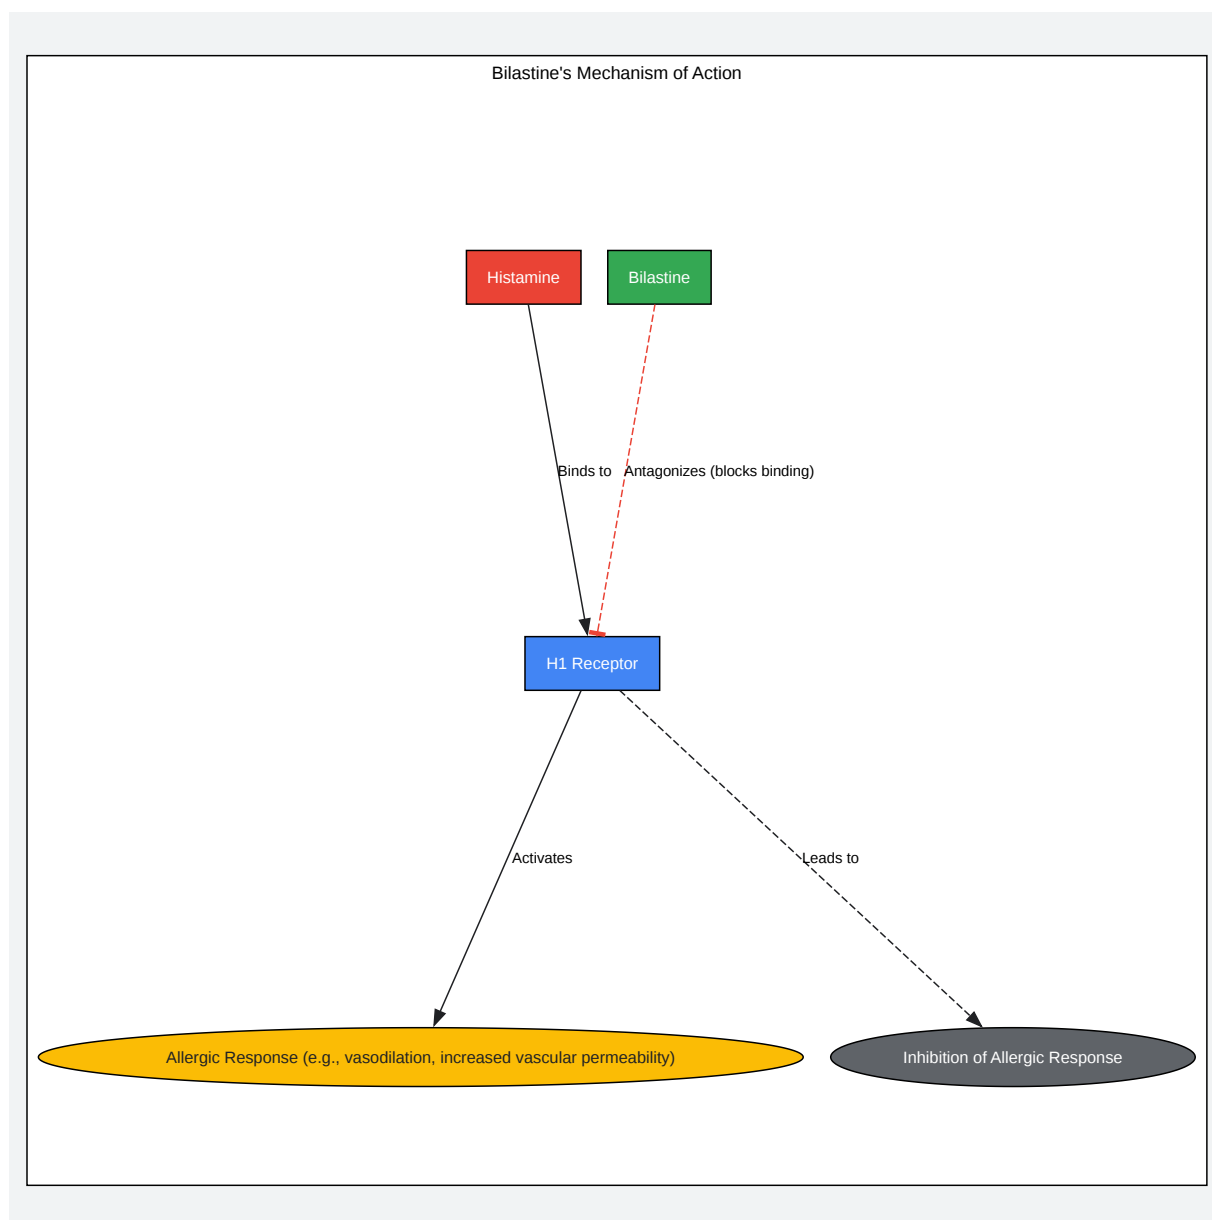 Bilastine's Mechanism of Action
Histamine
Bilastine
Binds to
Antagonizes (blocks binding)
H1 Receptor
Activates
Leads to
Allergic Response (e.g., vasodilation, increased vascular permeability)
Inhibition of Allergic Response